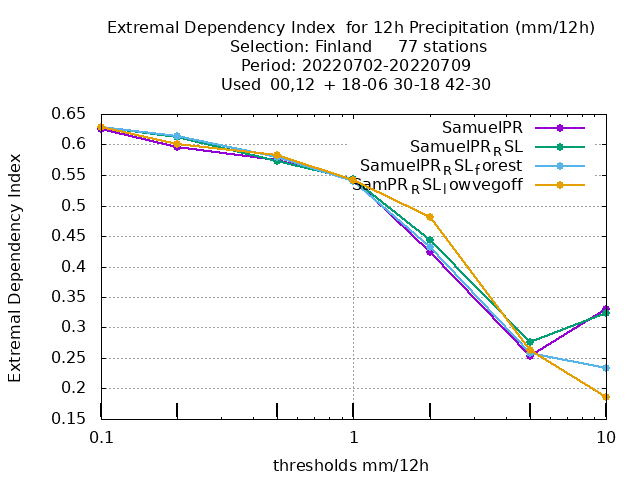 Extremal Dependency Index  for 12h Precipitation (mm/12h)
Selection: Finland     77 stations
Period: 20220702-20220709
Used  00,12  + 18-06 30-18 42-30
SamuelPR
SamuelPR_RSL
SamuelPR_RSL_forest
SamPR_RSL_lowvegoff
Extremal Dependency Index
0.65
0.6
0.55
0.5
0.45
0.4
0.35
0.3
0.25
0.2
0.15
0.1 1 10
thresholds mm/12h